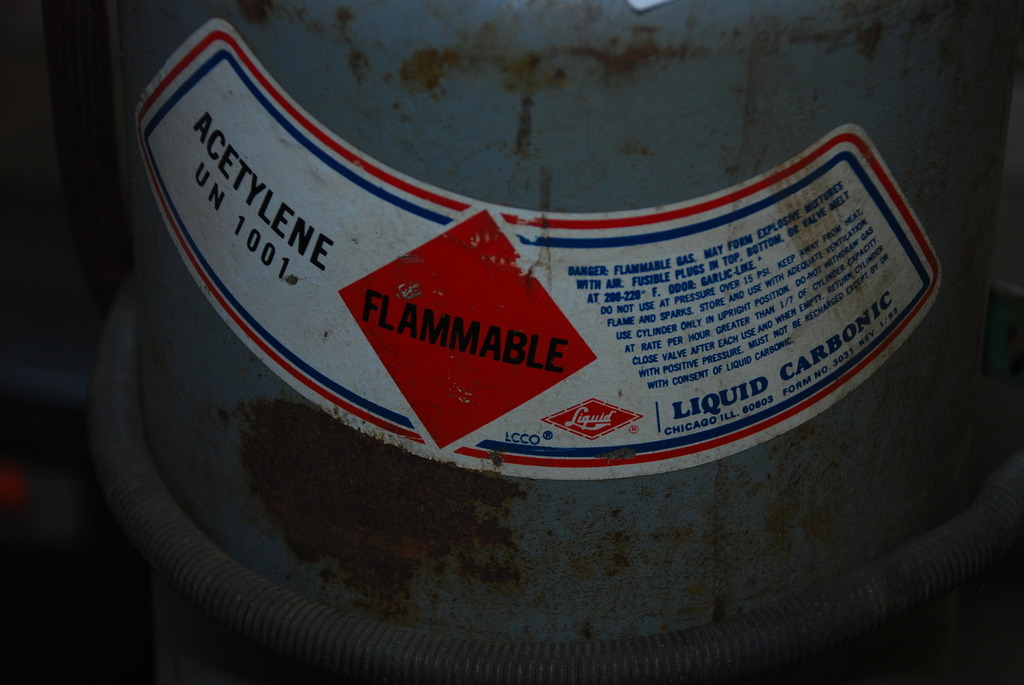 ACETYLENE
UN 1001
FLAMMABLE
DANGER: FLAMMABLE GAS. MAY FORM EXPLOSIVE MIXTURES
WITH AIR. FUSIBLE PLUGS IN TOP, BOTTOM, OR VALVE MELT
AT 208-220° F. ODOR: GARLIC-LIKE.
DO NOT USE AT PRESSURE OVER 15 PSI. KEEP AWAY FROM HEAT,
FLAME AND SPARKS. STORE AND USE WITH ADEQUATE VENTILATION.
USE CYLINDER ONLY IN UPRIGHT POSITION. DO NOT WITHDRAW GAS
AT RATE PER HOUR GREATER THAN 1/7 OF CYLINDER CAPACITY.
CLOSE VALVE AFTER EACH USE AND WHEN EMPTY. RETURN CYLINDER
WITH POSITIVE PRESSURE. MUST NOT BE RECHARGED EXCEPT BY OR
WITH CONSENT OF LIQUID CARBONIC.
LCCO® Liquid ®
LIQUID CARBONIC
CHICAGO ILL. 60603 FORM NO. 3031 REV. 1/83